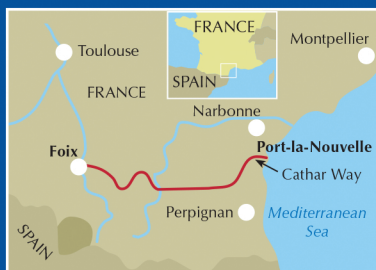 FRANCE
SPAIN
Toulouse
Montpellier
FRANCE
Narbonne
Foix
Port-la-Nouvelle
Cathar Way
Perpignan
Mediterranean
Sea
SPAIN